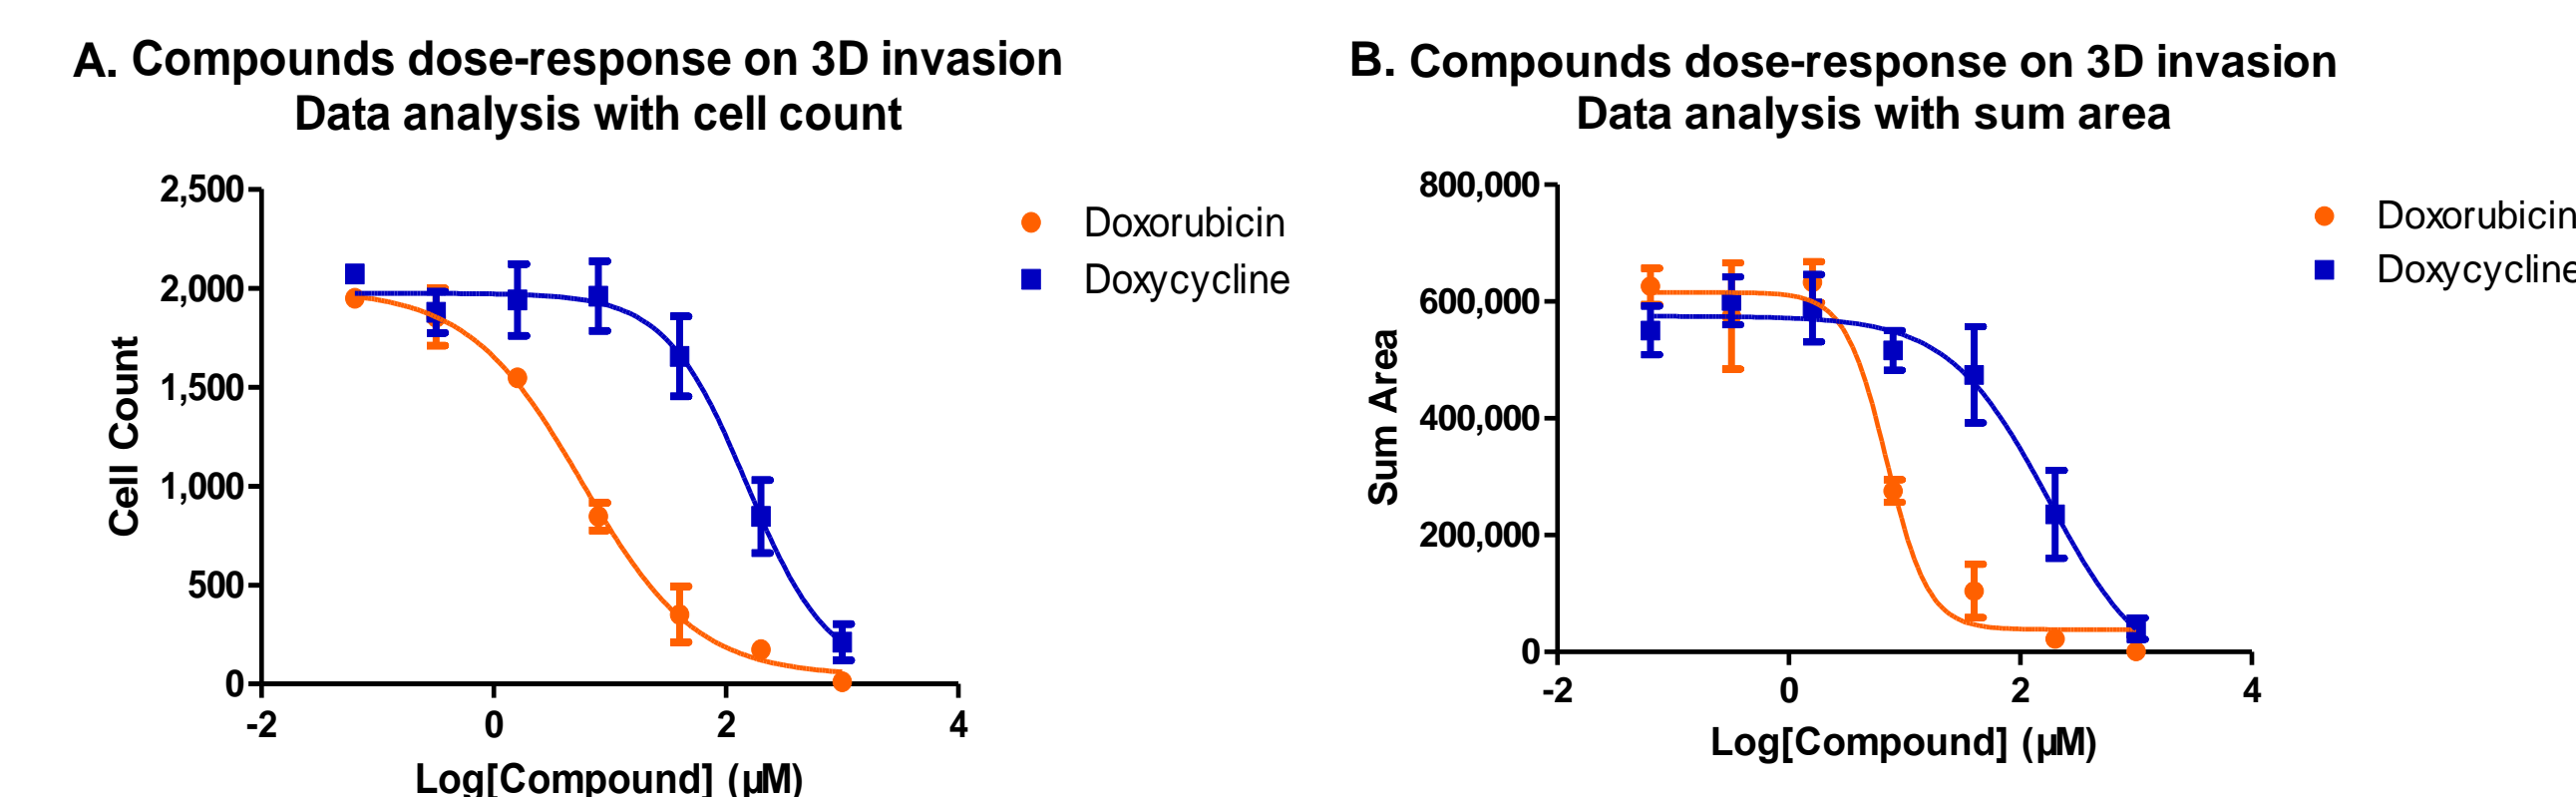 A. Compounds dose-response on 3D invasion
Data analysis with cell count
2,500
2,000
1,500
1,000
500
0
Cell Count
-2
0
2
4
Log[Compound] (µM)
Doxorubicin
Doxycycline
B. Compounds dose-response on 3D invasion
Data analysis with sum area
800,000
600,000
400,000
200,000
0
Sum Area
-2
0
2
4
Log[Compound] (µM)
Doxorubicin
Doxycycline